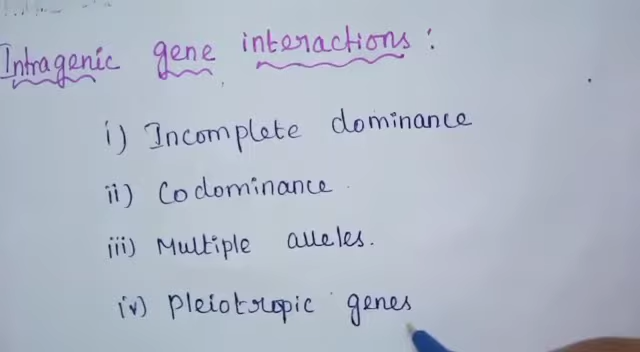 Intragenic gene interactions :
i) Incomplete dominance
ii) Codominance
iii) Multiple alleles.
iv) Pleiotropic genes